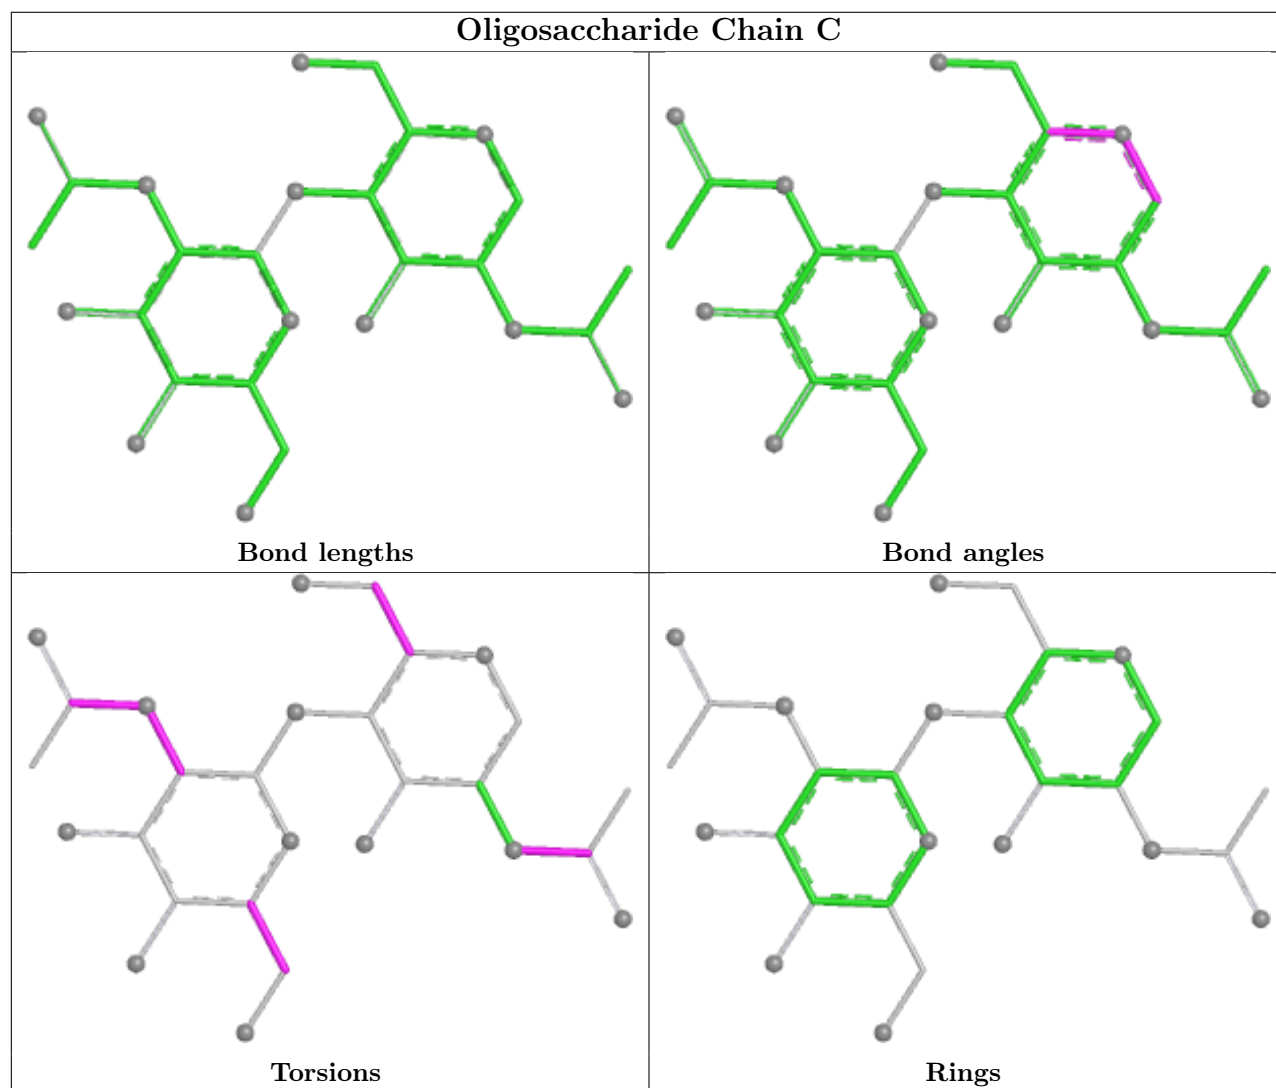 Oligosaccharide Chain C
Bond lengths
Bond angles
Torsions
Rings